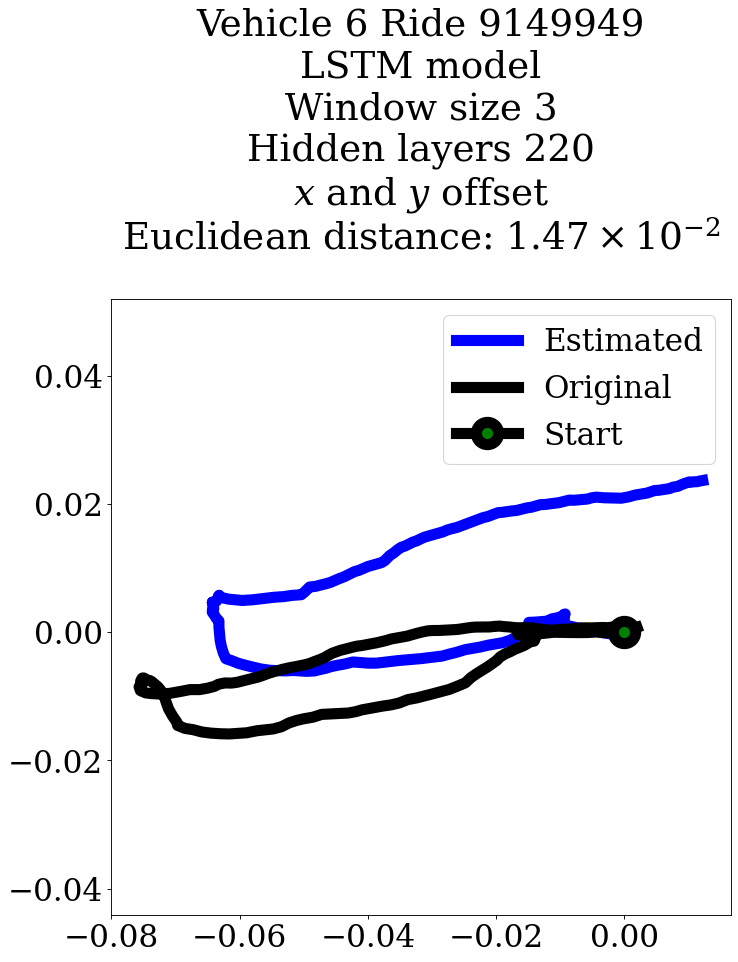 Vehicle 6 Ride 9149949
LSTM model
Window size 3
Hidden layers 220
x and y offset
Euclidean distance: 1.47 × 10⁻²
Estimated
Original
Start
0.04
0.02
0.00
−0.02
−0.04
−0.08 −0.06 −0.04 −0.02 0.00